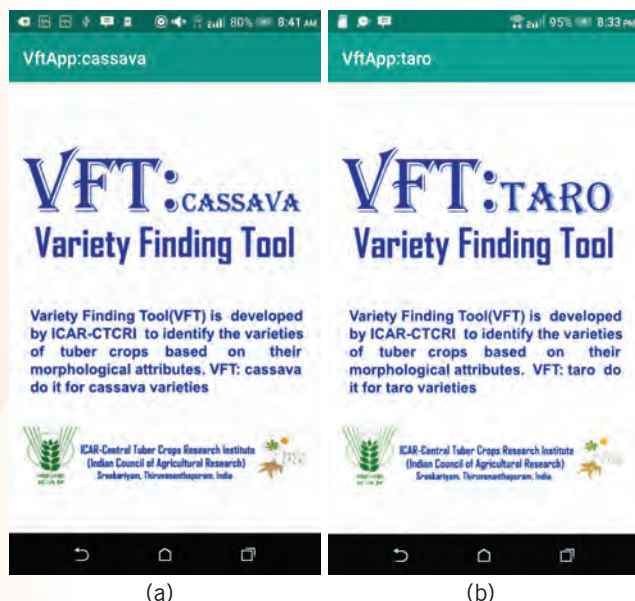 80% 8:41 AM
VftApp:cassava
VFT:CASSAVA
Variety Finding Tool
Variety Finding Tool(VFT) is developed
by ICAR-CTCRI to identify the varieties
of tuber crops based on their
morphological attributes. VFT: cassava
do it for cassava varieties
ICAR-Central Tuber Crops Research Institute
(Indian Council of Agricultural Research)
Sreekariyam, Thiruvananthapuram, India
(a)
95% 8:33 PM
VftApp:taro
VFT:TARO
Variety Finding Tool
Variety Finding Tool(VFT) is developed
by ICAR-CTCRI to identify the varieties
of tuber crops based on their
morphological attributes. VFT: taro do
it for taro varieties
ICAR-Central Tuber Crops Research Institute
(Indian Council of Agricultural Research)
Sreekariyam, Thiruvananthapuram, India
(b)